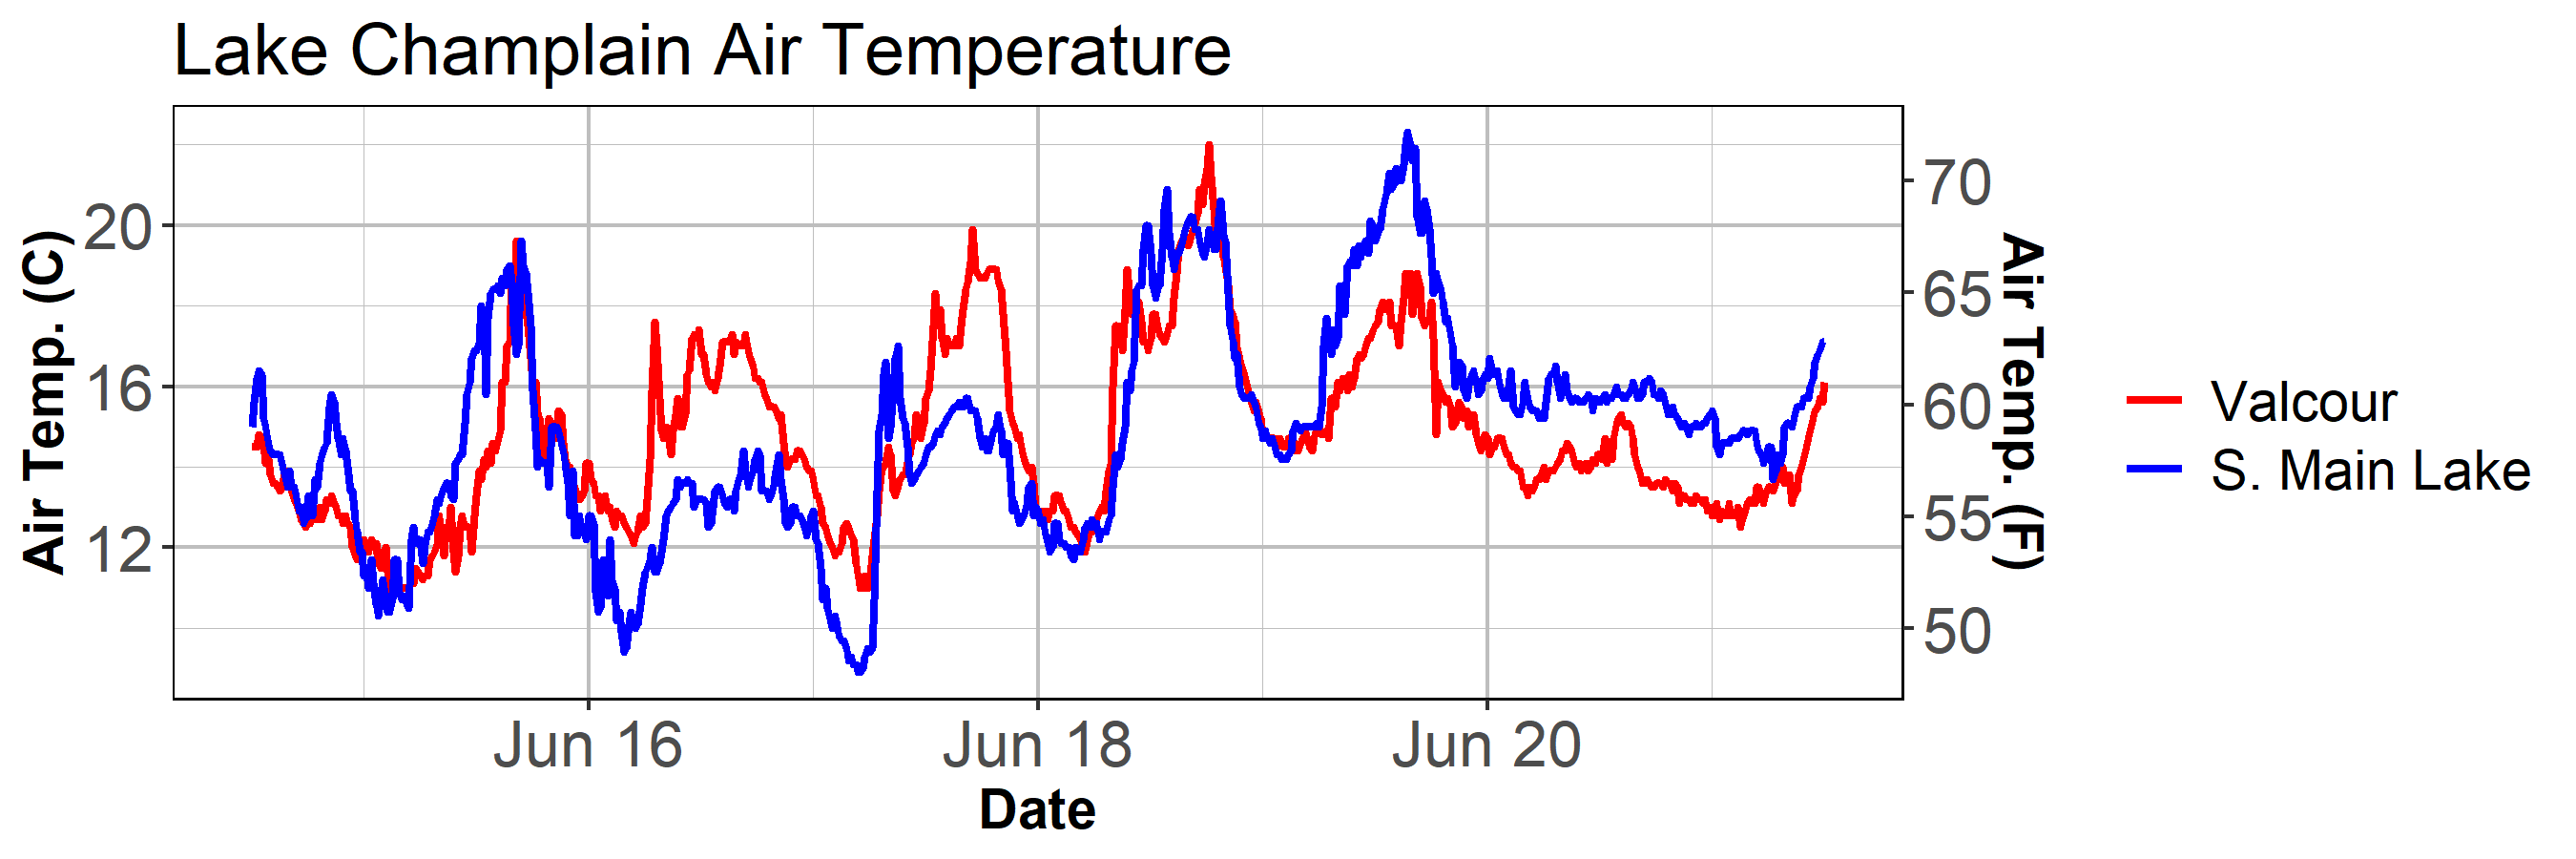 Lake Champlain Air Temperature
Air Temp. (C)
20
16
12
70
65
60
55
50
Air Temp. (F)
Valcour
S. Main Lake
Jun 16
Jun 18
Jun 20
Date